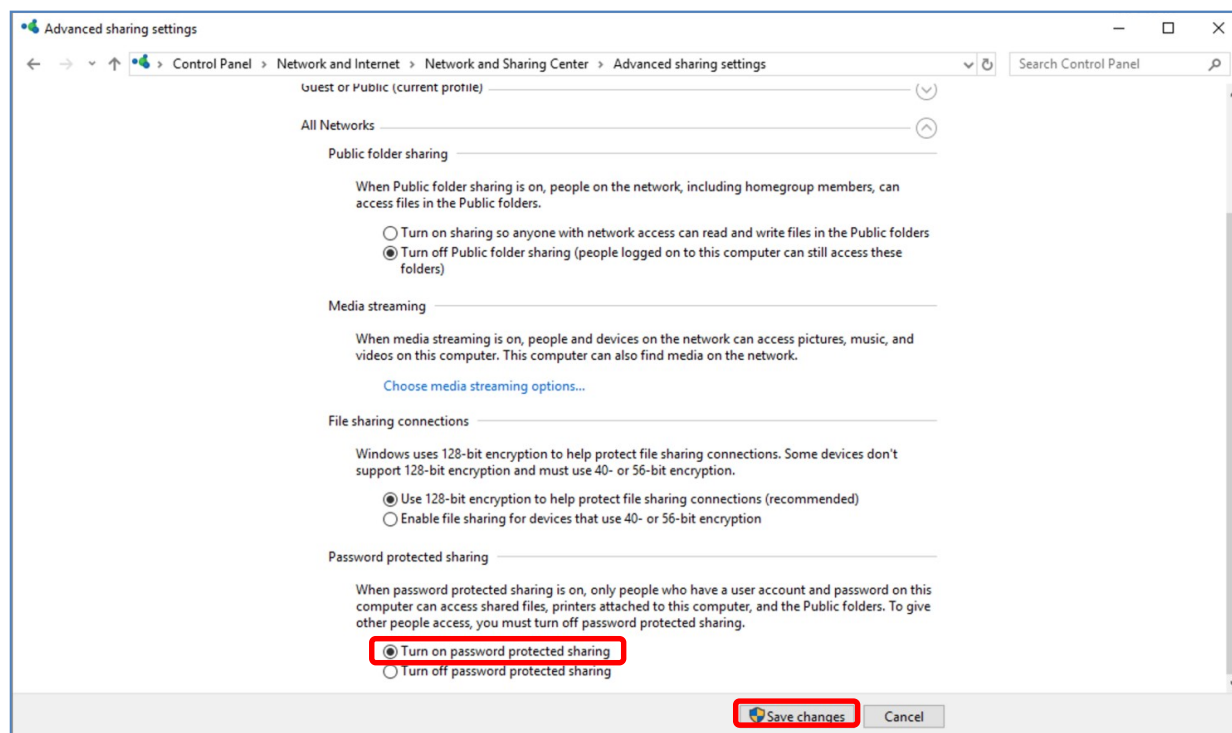 Advanced sharing settings
Control Panel > Network and Internet > Network and Sharing Center > Advanced sharing settings
Search Control Panel
Guest or Public (current profile)
All Networks
Public folder sharing
When Public folder sharing is on, people on the network, including homegroup members, can
access files in the Public folders.
Turn on sharing so anyone with network access can read and write files in the Public folders
Turn off Public folder sharing (people logged on to this computer can still access these
folders)
Media streaming
When media streaming is on, people and devices on the network can access pictures, music, and
videos on this computer. This computer can also find media on the network.
Choose media streaming options...
File sharing connections
Windows uses 128-bit encryption to help protect file sharing connections. Some devices don't
support 128-bit encryption and must use 40- or 56-bit encryption.
Use 128-bit encryption to help protect file sharing connections (recommended)
Enable file sharing for devices that use 40- or 56-bit encryption
Password protected sharing
When password protected sharing is on, only people who have a user account and password on this
computer can access shared files, printers attached to this computer, and the Public folders. To give
other people access, you must turn off password protected sharing.
Turn on password protected sharing
Turn off password protected sharing
Save changes
Cancel